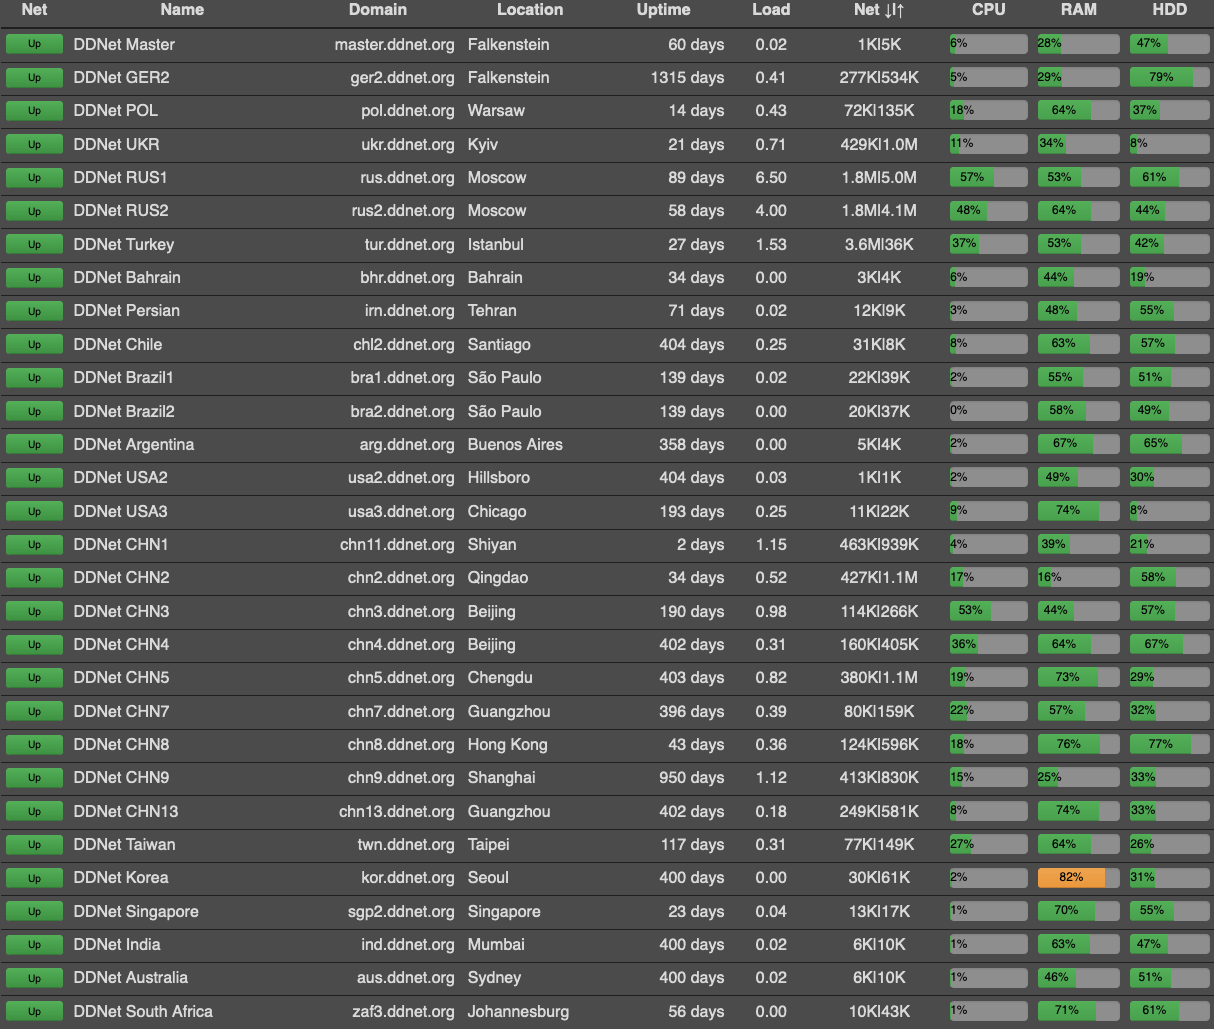 Net Name Domain Location Uptime Load Net ↓|↑ CPU RAM HDD
Up DDNet Master master.ddnet.org Falkenstein 60 days 0.02 1K|5K 6% 28% 47%
Up DDNet GER2 ger2.ddnet.org Falkenstein 1315 days 0.41 277K|534K 5% 29% 79%
Up DDNet POL pol.ddnet.org Warsaw 14 days 0.43 72K|135K 18% 64% 37%
Up DDNet UKR ukr.ddnet.org Kyiv 21 days 0.71 429K|1.0M 11% 34% 8%
Up DDNet RUS1 rus.ddnet.org Moscow 89 days 6.50 1.8M|5.0M 57% 53% 61%
Up DDNet RUS2 rus2.ddnet.org Moscow 58 days 4.00 1.8M|4.1M 48% 64% 44%
Up DDNet Turkey tur.ddnet.org Istanbul 27 days 1.53 3.6M|36K 37% 53% 42%
Up DDNet Bahrain bhr.ddnet.org Bahrain 34 days 0.00 3K|4K 6% 44% 19%
Up DDNet Persian irn.ddnet.org Tehran 71 days 0.02 12K|9K 3% 48% 55%
Up DDNet Chile chl2.ddnet.org Santiago 404 days 0.25 31K|8K 8% 63% 57%
Up DDNet Brazil1 bra1.ddnet.org São Paulo 139 days 0.02 22K|39K 2% 55% 51%
Up DDNet Brazil2 bra2.ddnet.org São Paulo 139 days 0.00 20K|37K 0% 58% 49%
Up DDNet Argentina arg.ddnet.org Buenos Aires 358 days 0.00 5K|4K 2% 67% 65%
Up DDNet USA2 usa2.ddnet.org Hillsboro 404 days 0.03 1K|1K 2% 49% 30%
Up DDNet USA3 usa3.ddnet.org Chicago 193 days 0.25 11K|22K 9% 74% 8%
Up DDNet CHN1 chn11.ddnet.org Shiyan 2 days 1.15 463K|939K 4% 39% 21%
Up DDNet CHN2 chn2.ddnet.org Qingdao 34 days 0.52 427K|1.1M 17% 16% 58%
Up DDNet CHN3 chn3.ddnet.org Beijing 190 days 0.98 114K|266K 53% 44% 57%
Up DDNet CHN4 chn4.ddnet.org Beijing 402 days 0.31 160K|405K 36% 64% 67%
Up DDNet CHN5 chn5.ddnet.org Chengdu 403 days 0.82 380K|1.1M 19% 73% 29%
Up DDNet CHN7 chn7.ddnet.org Guangzhou 396 days 0.39 80K|159K 22% 57% 32%
Up DDNet CHN8 chn8.ddnet.org Hong Kong 43 days 0.36 124K|596K 18% 76% 77%
Up DDNet CHN9 chn9.ddnet.org Shanghai 950 days 1.12 413K|830K 15% 25% 33%
Up DDNet CHN13 chn13.ddnet.org Guangzhou 402 days 0.18 249K|581K 8% 74% 33%
Up DDNet Taiwan twn.ddnet.org Taipei 117 days 0.31 77K|149K 27% 64% 26%
Up DDNet Korea kor.ddnet.org Seoul 400 days 0.00 30K|61K 2% 82% 31%
Up DDNet Singapore sgp2.ddnet.org Singapore 23 days 0.04 13K|17K 1% 70% 55%
Up DDNet India ind.ddnet.org Mumbai 400 days 0.02 6K|10K 1% 63% 47%
Up DDNet Australia aus.ddnet.org Sydney 400 days 0.02 6K|10K 1% 46% 51%
Up DDNet South Africa zaf3.ddnet.org Johannesburg 56 days 0.00 10K|43K 1% 71% 61%